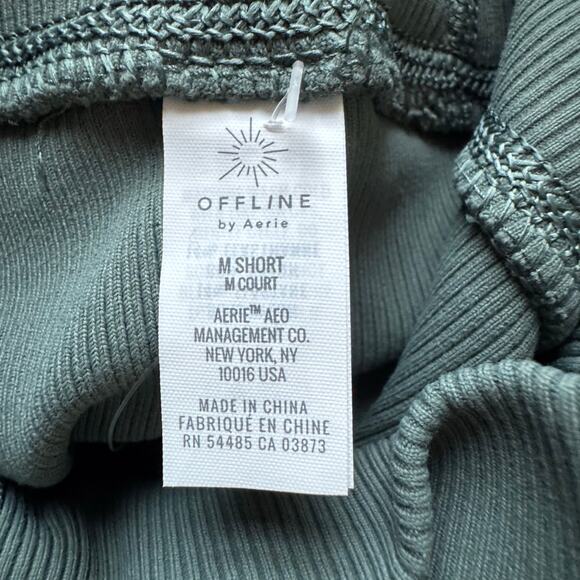 OFFLINE
by Aerie
M SHORT
M COURT
AERIE™ AEO
MANAGEMENT CO.
NEW YORK, NY
10016 USA
MADE IN CHINA
FABRIQUÉ EN CHINE
RN 54485 CA 03873